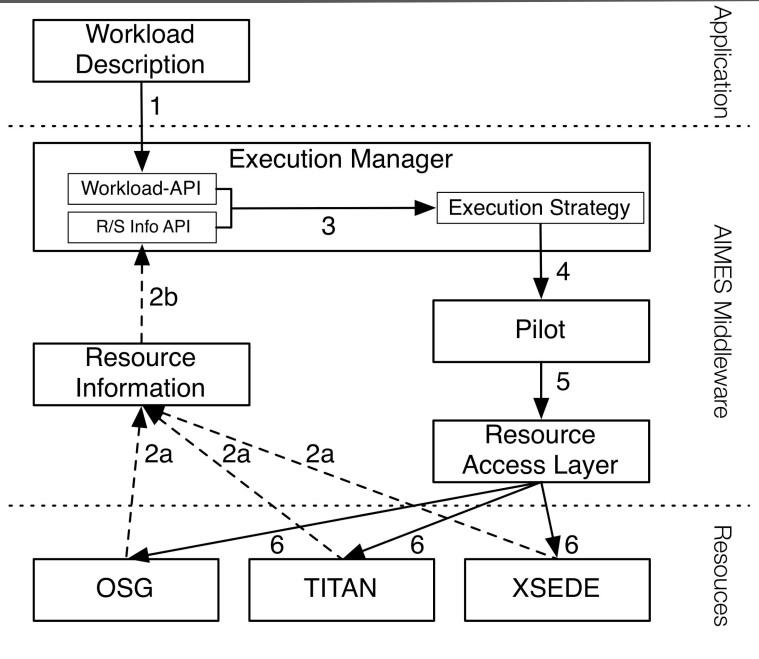 Workload
Description
Application
1
Execution Manager
Workload-API
R/S Info API
3
Execution Strategy
AIMES Middleware
2b
4
Pilot
Resource
Information
5
Resource
Access Layer
2a
2a
2a
6
6
6
Resouces
OSG
TITAN
XSEDE